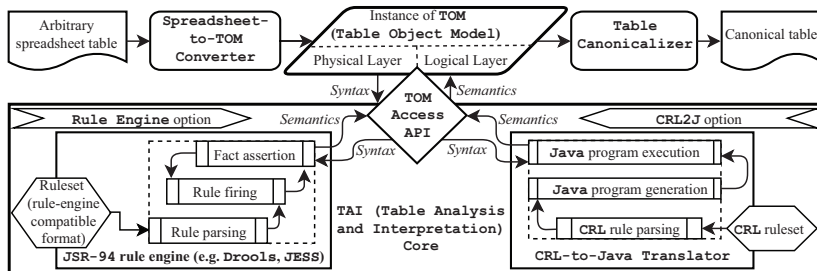 Arbitrary
spreadsheet table
Spreadsheet-
to-TOM
Converter
Instance of TOM
(Table Object Model)
Physical Layer
Logical Layer
Table
Canonicalizer
Canonical table
Syntax
Semantics
TOM
Access
API
Rule Engine option
CRL2J option
Semantics
Syntax
Semantics
Syntax
Fact assertion
Rule firing
Rule parsing
Ruleset
(rule-engine
compatible
format)
JSR-94 rule engine (e.g. Drools, JESS)
TAI (Table Analysis
and Interpretation)
Core
Java program execution
Java program generation
CRL rule parsing
CRL ruleset
CRL-to-Java Translator